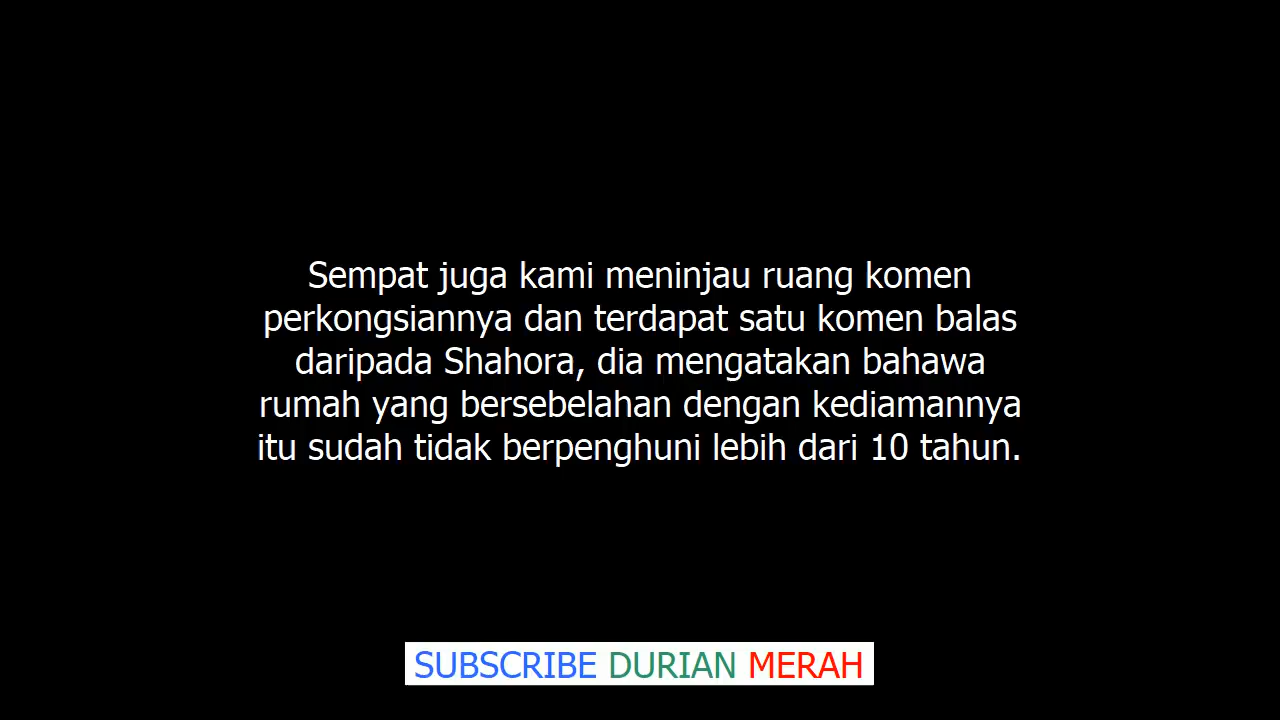 Sempat juga kami meninjau ruang komen
perkongsiannya dan terdapat satu komen balas
daripada Shahora, dia mengatakan bahawa
rumah yang bersebelahan dengan kediamannya
itu sudah tidak berpenghuni lebih dari 10 tahun.
SUBSCRIBE DURIAN MERAH